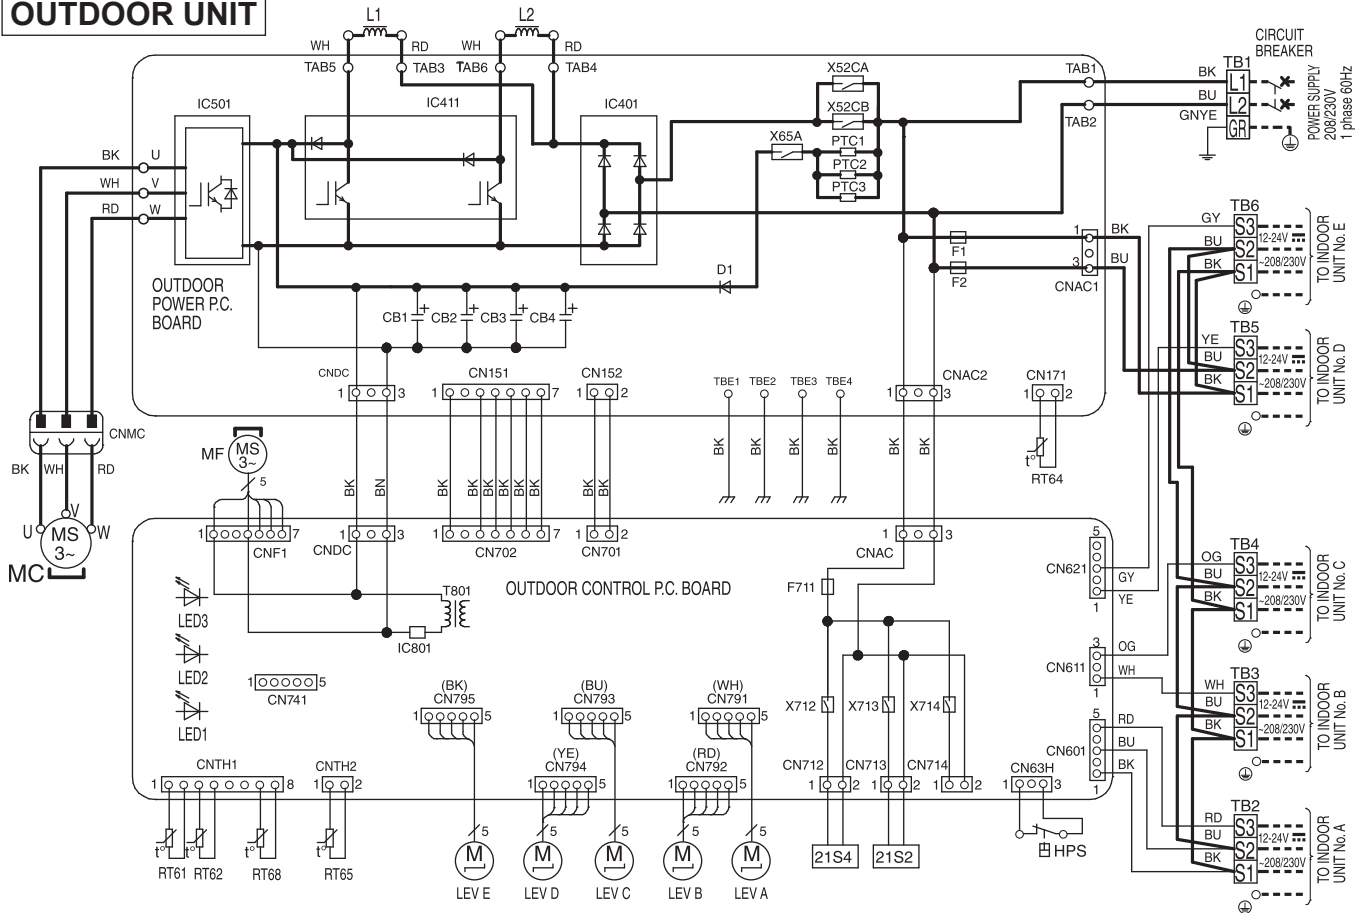 OUTDOOR UNIT
L1
L2
WH
RD
WH
RD
TAB5
TAB3
TAB6
TAB4
IC501
IC411
IC401
X52CA
X52CB
X65A
PTC1
PTC2
PTC3
TAB1
TAB2
BK
BU
GNYE
TB1
L1
L2
GR
CIRCUIT
BREAKER
POWER SUPPLY
208/230V
1 phase 60Hz
BK
U
WH
V
RD
W
OUTDOOR
POWER P.C.
BOARD
D1
F1
F2
1
3
CNAC1
BK
BU
CB1
+
CB2
+
CB3
+
CB4
+
CNDC
1
3
CN151
1
7
CN152
1
2
TBE1
TBE2
TBE3
TBE4
CNAC2
1
3
CN171
1
2
t°
RT64
BK
BK
BK
BK
BK
BK
BK
BN
BK
BK
BK
BK
BK
BK
BK
BK
BK
CNMC
BK
WH
RD
U
V
W
MS
3~
MC
MF
MS
3~
5
1
7
CNF1
1
3
CNDC
1
7
CN702
1
2
CN701
1
3
CNAC
OUTDOOR CONTROL P.C. BOARD
T801
IC801
F711
LED3
LED2
LED1
1
5
CN741
(BK)
CN795
1
5
(BU)
CN793
1
5
(WH)
CN791
1
5
(YE)
CN794
1
5
(RD)
CN792
1
5
X712
X713
X714
CN712
1
2
CN713
1
2
CN714
1
2
CN63H
1
3
HPS
21S4
21S2
CNTH1
1
8
CNTH2
1
2
t°
RT61
t°
RT62
t°
RT68
t°
RT65
5
M
LEV E
5
M
LEV D
5
M
LEV C
5
M
LEV B
5
M
LEV A
5
CN621
1
GY
YE
3
CN611
1
OG
WH
5
CN601
1
RD
BU
BK
TB6
GY
S3
BU
S2
BK
S1
12-24V
~208/230V
TO INDOOR
UNIT No. E
TB5
YE
S3
BU
S2
BK
S1
12-24V
~208/230V
TO INDOOR
UNIT No. D
TB4
OG
S3
BU
S2
BK
S1
12-24V
~208/230V
TO INDOOR
UNIT No. C
TB3
WH
S3
BU
S2
BK
S1
12-24V
~208/230V
TO INDOOR
UNIT No. B
TB2
RD
S3
BU
S2
BK
S1
12-24V
~208/230V
TO INDOOR
UNIT No. A